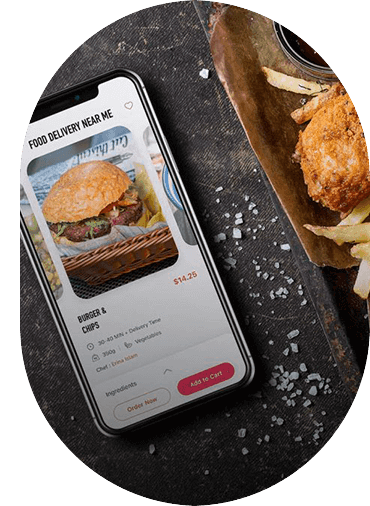 FOOD DELIVERY NEAR ME
$14.25
BURGER &
CHIPS
30-40 MIN • Delivery Time
350g
Vegetables
Chef :
Ingredients
Order Now
Add to Cart